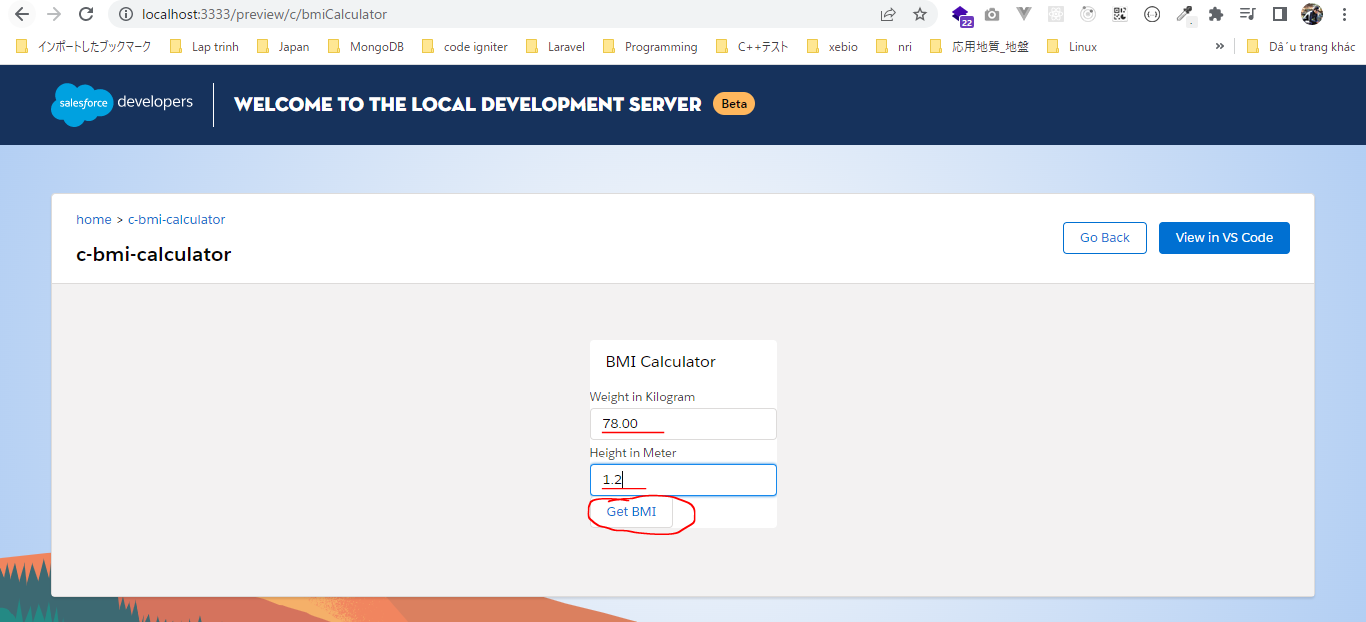 localhost:3333/preview/c/bmiCalculator
22
インポートしたブックマーク Lap trinh Japan MongoDB code igniter Laravel Programming C++テスト xebio nri 応用地質_地盤 Linux » Dấu trang khác
salesforce developers WELCOME TO THE LOCAL DEVELOPMENT SERVER Beta
home > c-bmi-calculator
Go Back View in VS Code
c-bmi-calculator
BMI Calculator
Weight in Kilogram
78.00
Height in Meter
1.2
Get BMI